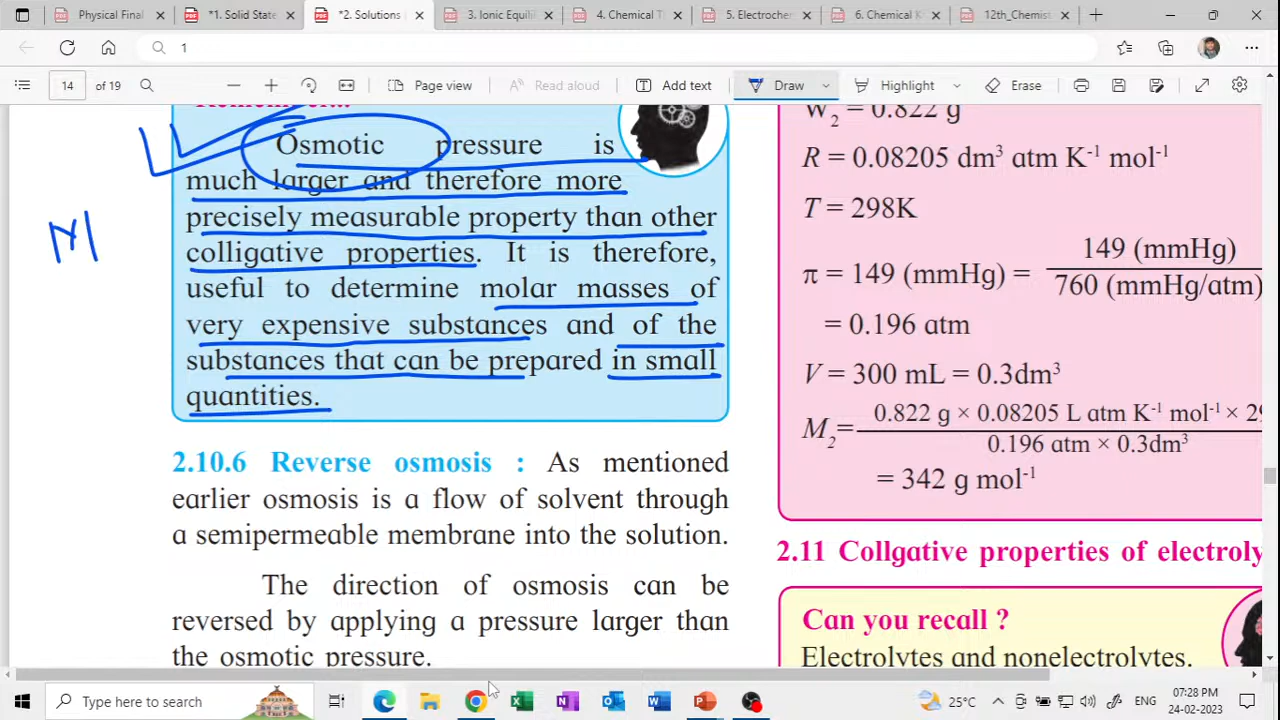 Physical Final
*1. Solid State
*2. Solutions
3. Ionic Equili
4. Chemical T
5. Electrocher
6. Chemical K
12th_Chemist
1
14 of 19
Page view
Read aloud
Add text
Draw
Highlight
Erase
Remember...
Osmotic pressure is
much larger and therefore more
precisely measurable property than other
colligative properties. It is therefore,
useful to determine molar masses of
very expensive substances and of the
substances that can be prepared in small
quantities.
M
2.10.6 Reverse osmosis : As mentioned
earlier osmosis is a flow of solvent through
a semipermeable membrane into the solution.
The direction of osmosis can be
reversed by applying a pressure larger than
the osmotic pressure.
W₂ = 0.822 g
R = 0.08205 dm³ atm K⁻¹ mol⁻¹
T = 298K
π = 149 (mmHg) = 149 (mmHg) / 760 (mmHg/atm)
= 0.196 atm
V = 300 mL = 0.3dm³
M₂= 0.822 g × 0.08205 L atm K⁻¹ mol⁻¹ × 29
0.196 atm × 0.3dm³
= 342 g mol⁻¹
2.11 Collgative properties of electroly
Can you recall ?
Electrolytes and nonelectrolytes.
Type here to search
25°C
07:28 PM
24-02-2023